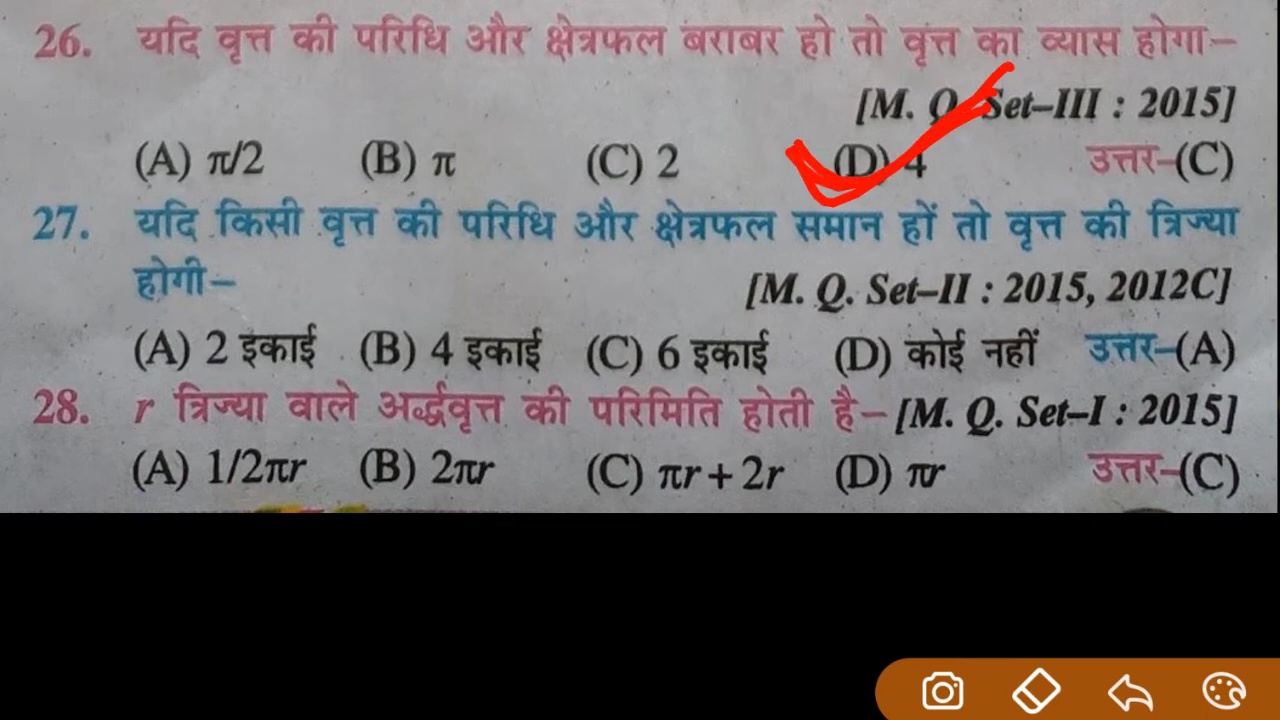 26. यदि वृत्त की परिधि और क्षेत्रफल बराबर हो तो वृत्त का व्यास होगा–
[M. Q. Set–III : 2015]
(A) π/2 (B) π (C) 2 (D) 4 उत्तर–(C)
27. यदि किसी वृत्त की परिधि और क्षेत्रफल समान हों तो वृत्त की त्रिज्या
होगी– [M. Q. Set–II : 2015, 2012C]
(A) 2 इकाई (B) 4 इकाई (C) 6 इकाई (D) कोई नहीं उत्तर–(A)
28. r त्रिज्या वाले अर्द्धवृत्त की परिमिति होती है– [M. Q. Set–I : 2015]
(A) 1/2πr (B) 2πr (C) πr + 2r (D) πr उत्तर–(C)